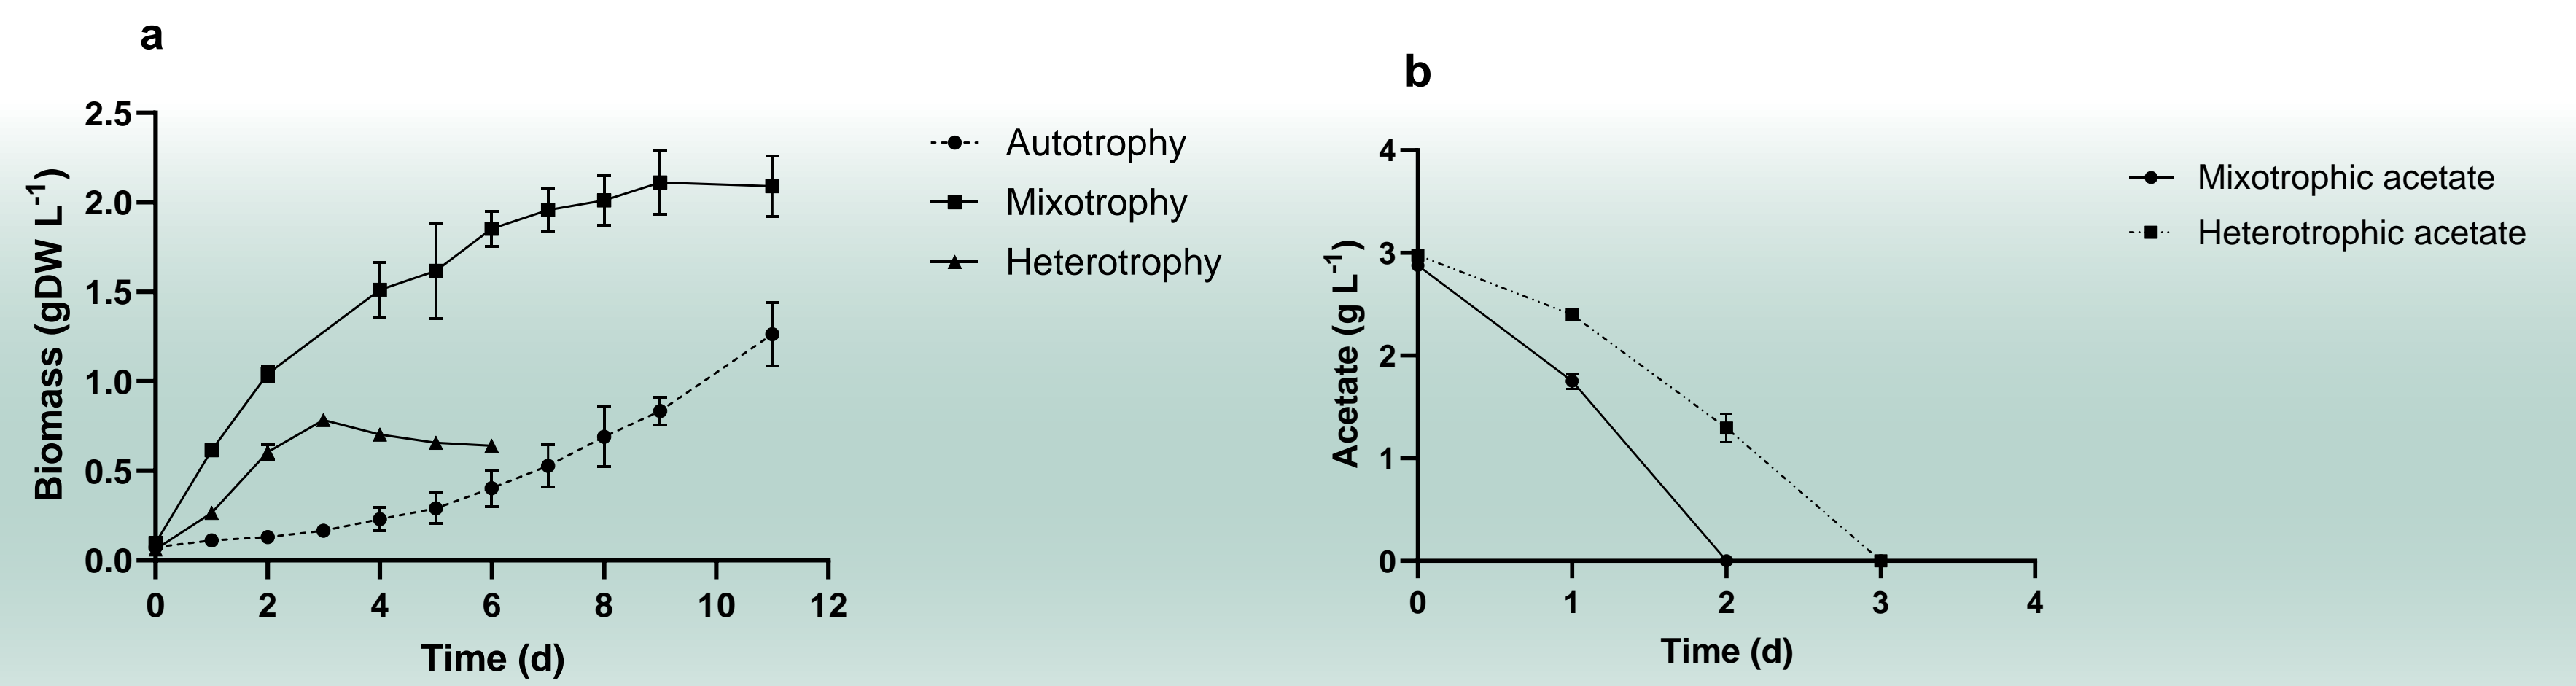 a
2.5
2.0
1.5
1.0
0.5
0.0
Biomass (gDW L-1)
0 2 4 6 8 10 12
Time (d)
Autotrophy
Mixotrophy
Heterotrophy
b
4
3
2
1
0
Acetate (g L-1)
0 1 2 3 4
Time (d)
Mixotrophic acetate
Heterotrophic acetate